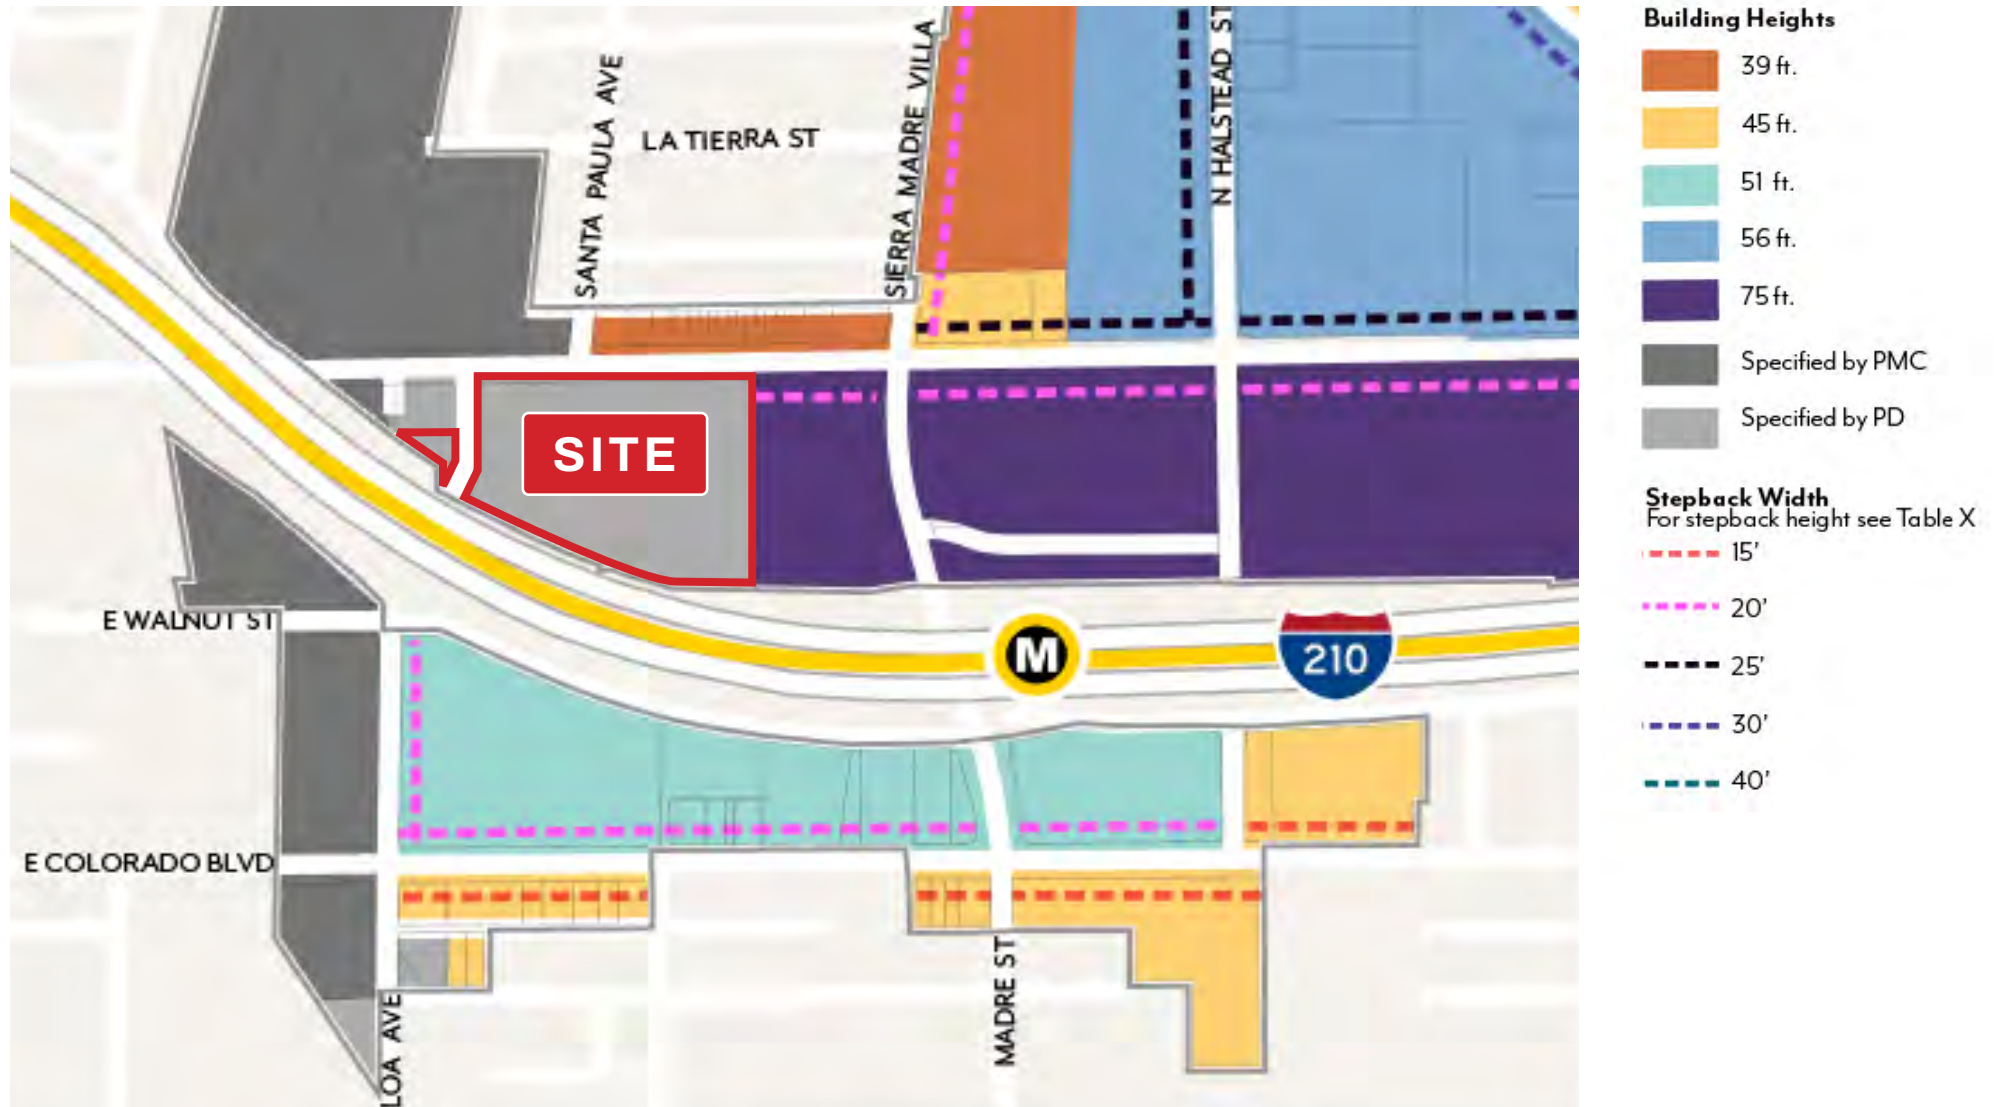 SANTA PAULA AVE
LA TIERRA ST
SIERRA MADRE VILLA
N HALSTEAD ST
SITE
E WALNUT ST
M
210
E COLORADO BLVD
MADRE ST
LOA AVE
Building Heights
39 ft.
45 ft.
51 ft.
56 ft.
75 ft.
Specified by PMC
Specified by PD
Stepback Width
For stepback height see Table X
15'
20'
25'
30'
40'